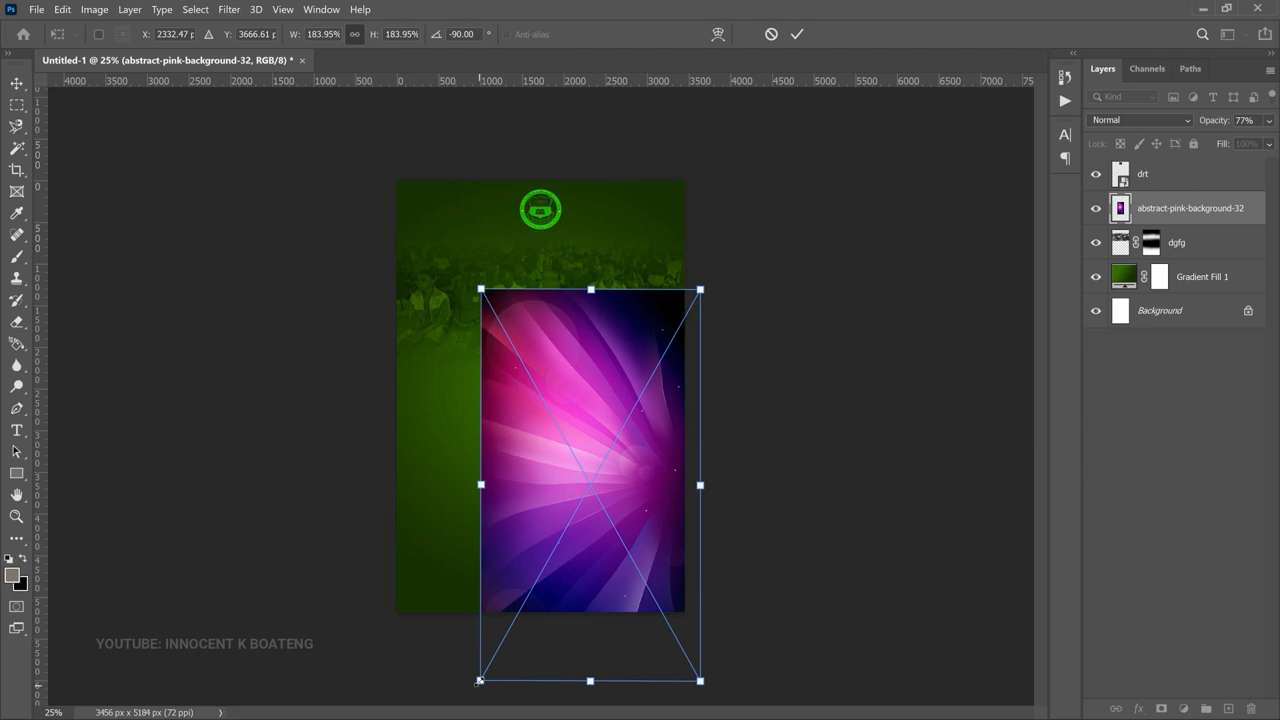 Ps File Edit Image Layer Type Select Filter 3D View Window Help
X: 2332.47 p Y: 3666.61 p W: 183.95% H: 183.95% -90.00 ° Anti-alias
Untitled-1 @ 25% (abstract-pink-background-32, RGB/8) * ×
4000 3500 3000 2500 2000 1500 1000 500 0 500 1000 1500 2000 2500 3000 3500 4000 4500 5000 5500 6000 6500 7000 75
Layers Channels Paths
Kind
Normal Opacity: 77%
Lock: Fill: 100%
drt
abstract-pink-background-32
dgfg
Gradient Fill 1
Background
YOUTUBE: INNOCENT K BOATENG
25% 3456 px x 5184 px (72 ppi)